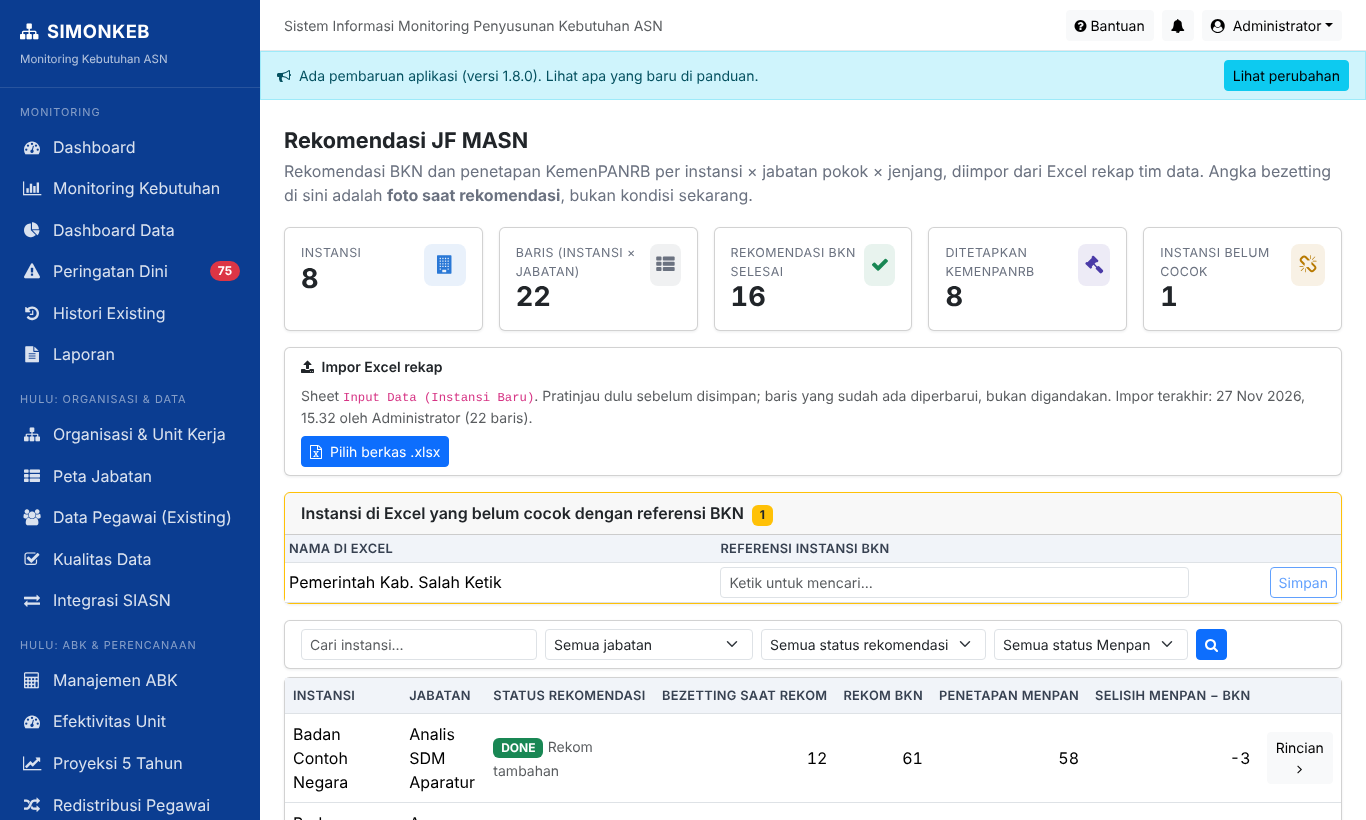 SIMONKEB
Monitoring Kebutuhan ASN
MONITORING
Dashboard
Monitoring Kebutuhan
Dashboard Data
Peringatan Dini 75
Histori Existing
Laporan
HULU: ORGANISASI & DATA
Organisasi & Unit Kerja
Peta Jabatan
Data Pegawai (Existing)
Kualitas Data
Integrasi SIASN
HULU: ABK & PERENCANAAN
Manajemen ABK
Efektivitas Unit
Proyeksi 5 Tahun
Redistribusi Pegawai
Sistem Informasi Monitoring Penyusunan Kebutuhan ASN
Bantuan
Administrator
Ada pembaruan aplikasi (versi 1.8.0). Lihat apa yang baru di panduan.
Lihat perubahan
Rekomendasi JF MASN
Rekomendasi BKN dan penetapan KemenPANRB per instansi × jabatan pokok × jenjang, diimpor dari Excel rekap tim data. Angka bezetting
di sini adalah foto saat rekomendasi, bukan kondisi sekarang.
INSTANSI
8
BARIS (INSTANSI ×
JABATAN)
22
REKOMENDASI BKN
SELESAI
16
DITETAPKAN
KEMENPANRB
8
INSTANSI BELUM
COCOK
1
Impor Excel rekap
Sheet Input Data (Instansi Baru). Pratinjau dulu sebelum disimpan; baris yang sudah ada diperbarui, bukan digandakan. Impor terakhir: 27 Nov 2026,
15.32 oleh Administrator (22 baris).
Pilih berkas .xlsx
Instansi di Excel yang belum cocok dengan referensi BKN 1
NAMA DI EXCEL REFERENSI INSTANSI BKN
Pemerintah Kab. Salah Ketik Ketik untuk mencari... Simpan
Cari instansi... Semua jabatan Semua status rekomendasi Semua status Menpan
INSTANSI JABATAN STATUS REKOMENDASI BEZETTING SAAT REKOM REKOM BKN PENETAPAN MENPAN SELISIH MENPAN − BKN
Badan
Contoh
Negara
Analis
SDM
Aparatur
DONE Rekom
tambahan
12 61 58 -3
Rincian